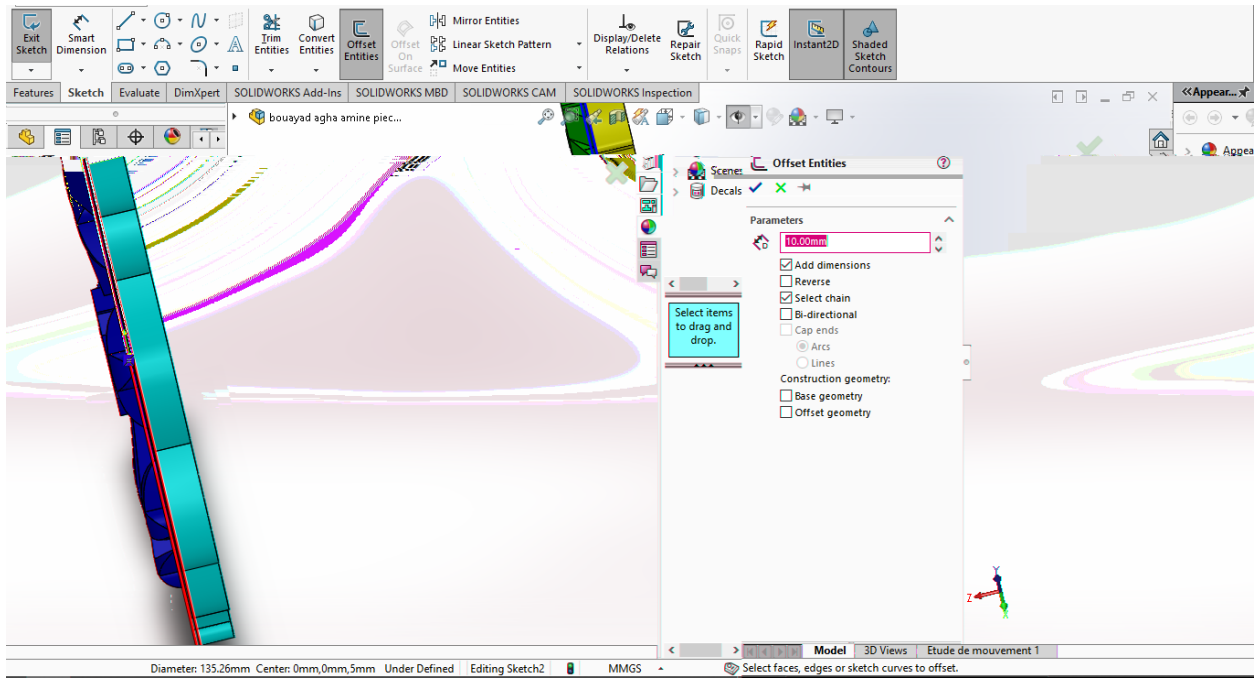 Exit Sketch
Smart Dimension
Trim Entities
Convert Entities
Offset Entities
Offset On Surface
Mirror Entities
Linear Sketch Pattern
Move Entities
Display/Delete Relations
Repair Sketch
Quick Snaps
Rapid Sketch
Instant2D
Shaded Sketch Contours
Features Sketch Evaluate DimXpert SOLIDWORKS Add-Ins SOLIDWORKS MBD SOLIDWORKS CAM SOLIDWORKS Inspection
«Appear...
bouayad agha amine piec...
Appea
Scene
Decals
Offset Entities
Parameters
10.00mm
Add dimensions
Reverse
Select chain
Bi-directional
Cap ends
Arcs
Lines
Construction geometry:
Base geometry
Offset geometry
Select items
to drag and
drop.
Y
Z
X
Model 3D Views Etude de mouvement 1
Diameter: 135.26mm Center: 0mm,0mm,5mm Under Defined Editing Sketch2 MMGS Select faces, edges or sketch curves to offset.